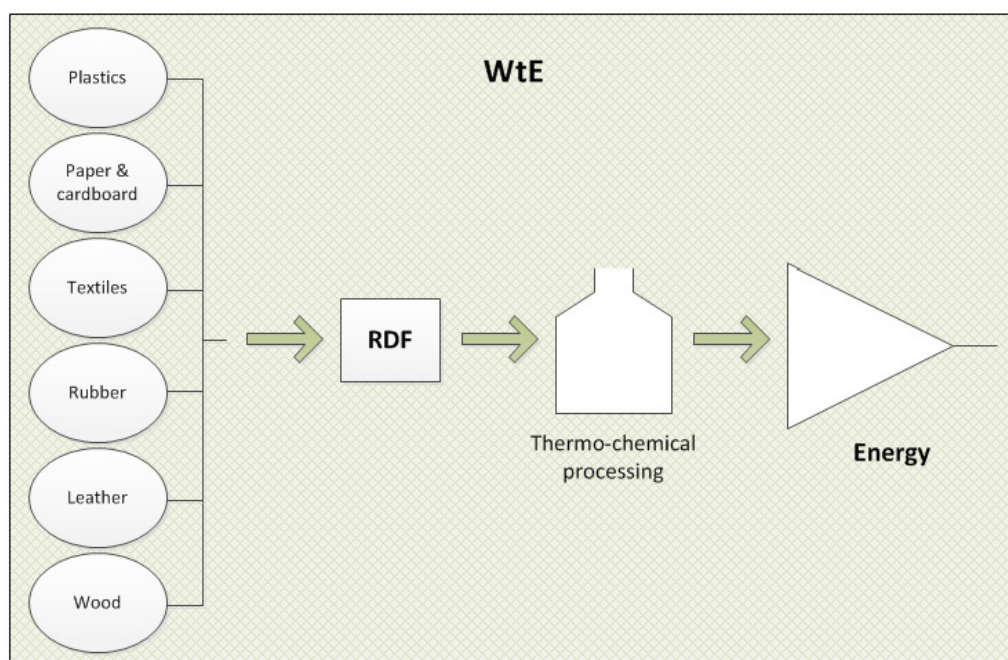 WtE
Plastics
Paper &
cardboard
Textiles
Rubber
Leather
Wood
RDF
Thermo-chemical
processing
Energy